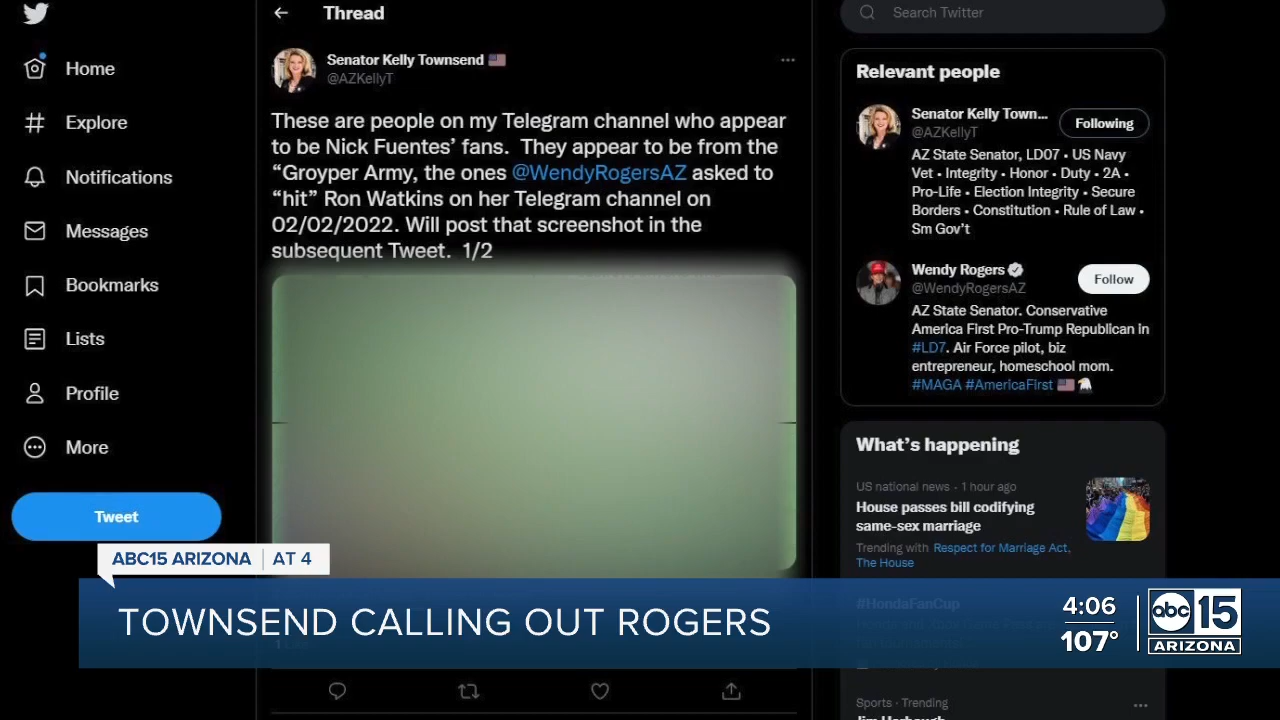 Thread
Search Twitter
Home
Explore
Notifications
Messages
Bookmarks
Lists
Profile
More
Tweet
Senator Kelly Townsend 🇺🇸
@AZKellyT
These are people on my Telegram channel who appear
to be Nick Fuentes’ fans.  They appear to be from the
“Groyper Army, the ones @WendyRogersAZ asked to
“hit” Ron Watkins on her Telegram channel on
02/02/2022. Will post that screenshot in the
subsequent Tweet.  1/2
Relevant people
Senator Kelly Town...
Following
@AZKellyT
AZ State Senator, LD07 • US Navy
Vet • Integrity • Honor • Duty • 2A •
Pro-Life • Election Integrity • Secure
Borders • Constitution • Rule of Law •
Sm Gov’t
Wendy Rogers
Follow
@WendyRogersAZ
AZ State Senator. Conservative
America First Pro-Trump Republican in
#LD7. Air Force pilot, biz
entrepreneur, homeschool mom.
#MAGA #AmericaFirst 🇺🇸🦅
What’s happening
US national news · 1 hour ago
House passes bill codifying
same-sex marriage
Trending with Respect for Marriage Act,
The House
#HondaFanCup
Sports · Trending
Jim Harbaugh
ABC15 ARIZONA | AT 4
TOWNSEND CALLING OUT ROGERS
4:06
107°
abc 15
ARIZONA